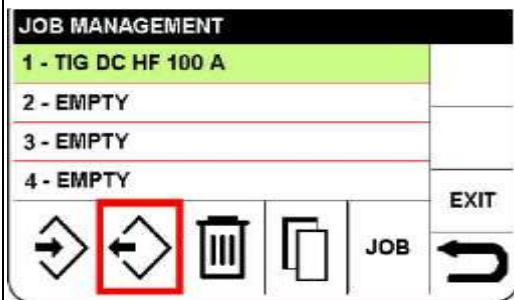 JOB MANAGEMENT
1 - TIG DC HF 100 A
2 - EMPTY
3 - EMPTY
4 - EMPTY
EXIT
JOB